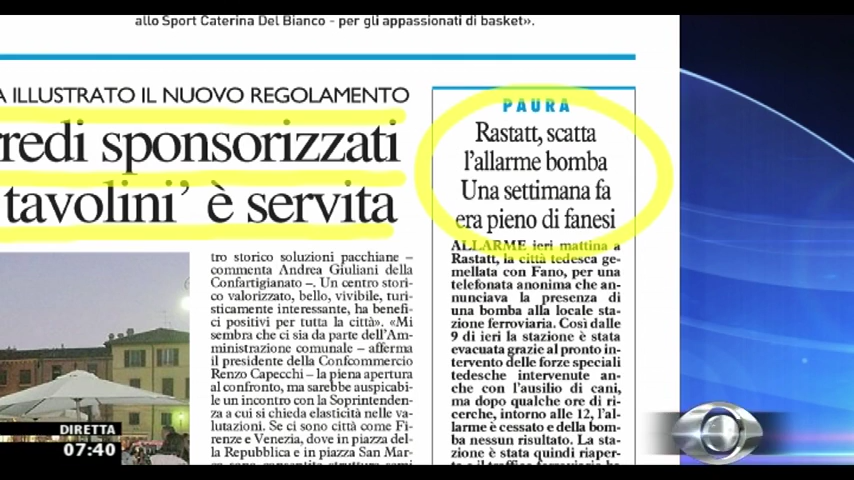 allo Sport Caterina Del Bianco - per gli appassionati di basket».
A ILLUSTRATO IL NUOVO REGOLAMENTO
redi sponsorizzati
tavolini’ è servita
tro storico soluzioni pacchiane –
commenta Andrea Giuliani della
Confartigianato –. Un centro stori-
co valorizzato, bello, vivibile, turi-
sticamente interessante, ha benefi-
ci positivi per tutta la città». «Mi
sembra che ci sia da parte dell’Am-
ministrazione comunale – afferma
il presidente della Confcommercio
Renzo Capecchi – la piena apertura
al confronto, ma sarebbe auspicabi-
le un incontro con la Soprintenden-
za a cui si chieda elasticità nelle va-
lutazioni. Se ci sono città come Fi-
renze e Venezia, dove in piazza del-
la Repubblica e in piazza San Mar-
PAURA
Rastatt, scatta
l’allarme bomba
Una settimana fa
era pieno di fanesi
ALLARME ieri mattina a
Rastatt, la città tedesca ge-
mellata con Fano, per una
telefonata anonima che an-
nunciava la presenza di
una bomba alla locale sta-
zione ferroviaria. Così dalle
9 di ieri la stazione è stata
evacuata grazie al pronto in-
tervento delle forze speciali
tedesche intervenute an-
che con l’ausilio di cani,
ma dopo qualche ore di ri-
cerche, intorno alle 12, l’al-
larme è cessato e della bom-
ba nessun risultato. La sta-
zione è stata quindi riaper-
DIRETTA
07:40